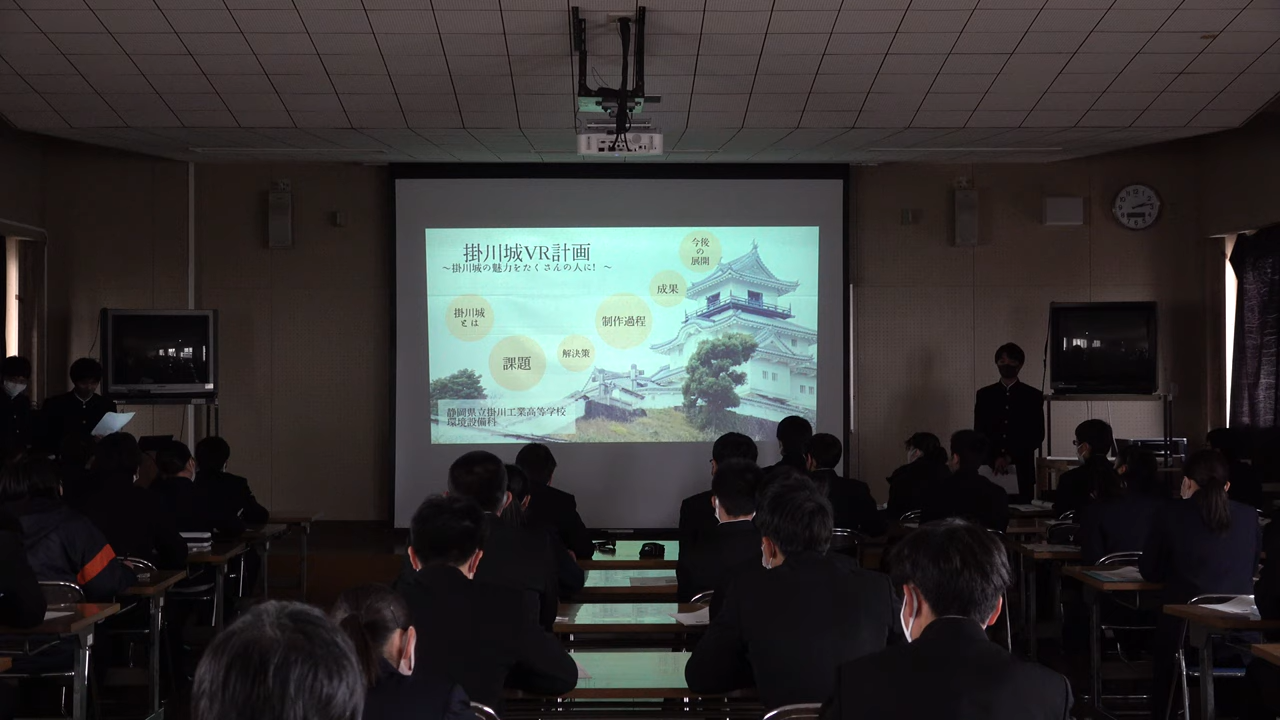 掛川城VR計画
～掛川城の魅力をたくさんの人に！～
今後
の
展開
成果
掛川城
とは
制作過程
解決策
課題
静岡県立掛川工業高等学校
環境設備科